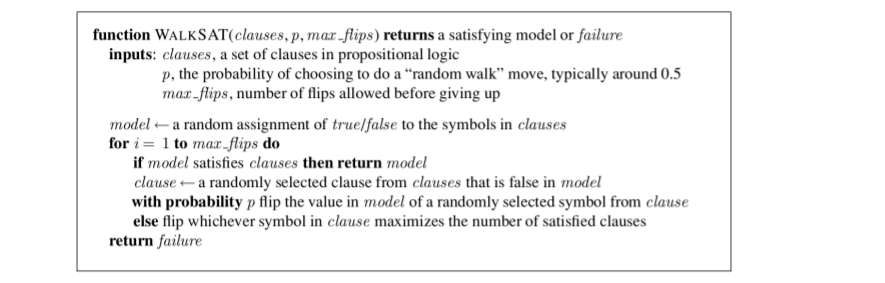 function WALKSAT(clauses, p, max_flips) returns a satisfying model or failure
inputs: clauses, a set of clauses in propositional logic
p, the probability of choosing to do a “random walk” move, typically around 0.5
max_flips, number of flips allowed before giving up
model ← a random assignment of true/false to the symbols in clauses
for i = 1 to max_flips do
if model satisfies clauses then return model
clause ← a randomly selected clause from clauses that is false in model
with probability p flip the value in model of a randomly selected symbol from clause
else flip whichever symbol in clause maximizes the number of satisfied clauses
return failure